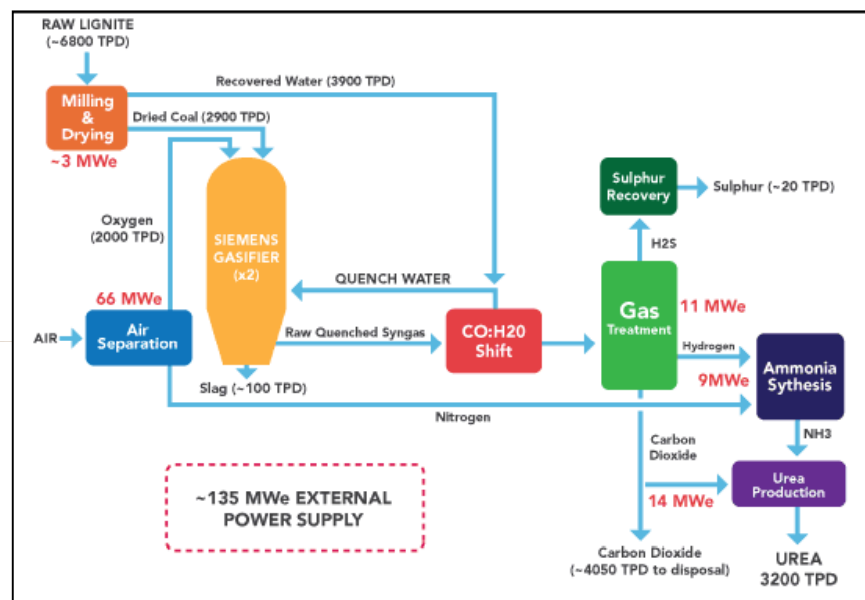 RAW LIGNITE
(~6800 TPD)
Recovered Water (3900 TPD)
Milling
&
Drying
Dried Coal (2900 TPD)
~3 MWe
Oxygen
(2000 TPD)
SIEMENS
GASIFIER
(x2)
Sulphur
Recovery
Sulphur (~20 TPD)
H2S
QUENCH WATER
66 MWe
AIR
Air
Separation
Raw Quenched Syngas
CO:H20
Shift
Gas
Treatment
11 MWe
Hydrogen
9MWe
Ammonia
Sythesis
Slag (~100 TPD)
Nitrogen
NH3
Carbon
Dioxide
14 MWe
Urea
Production
~135 MWe EXTERNAL
POWER SUPPLY
Carbon Dioxide
(~4050 TPD to disposal)
UREA
3200 TPD